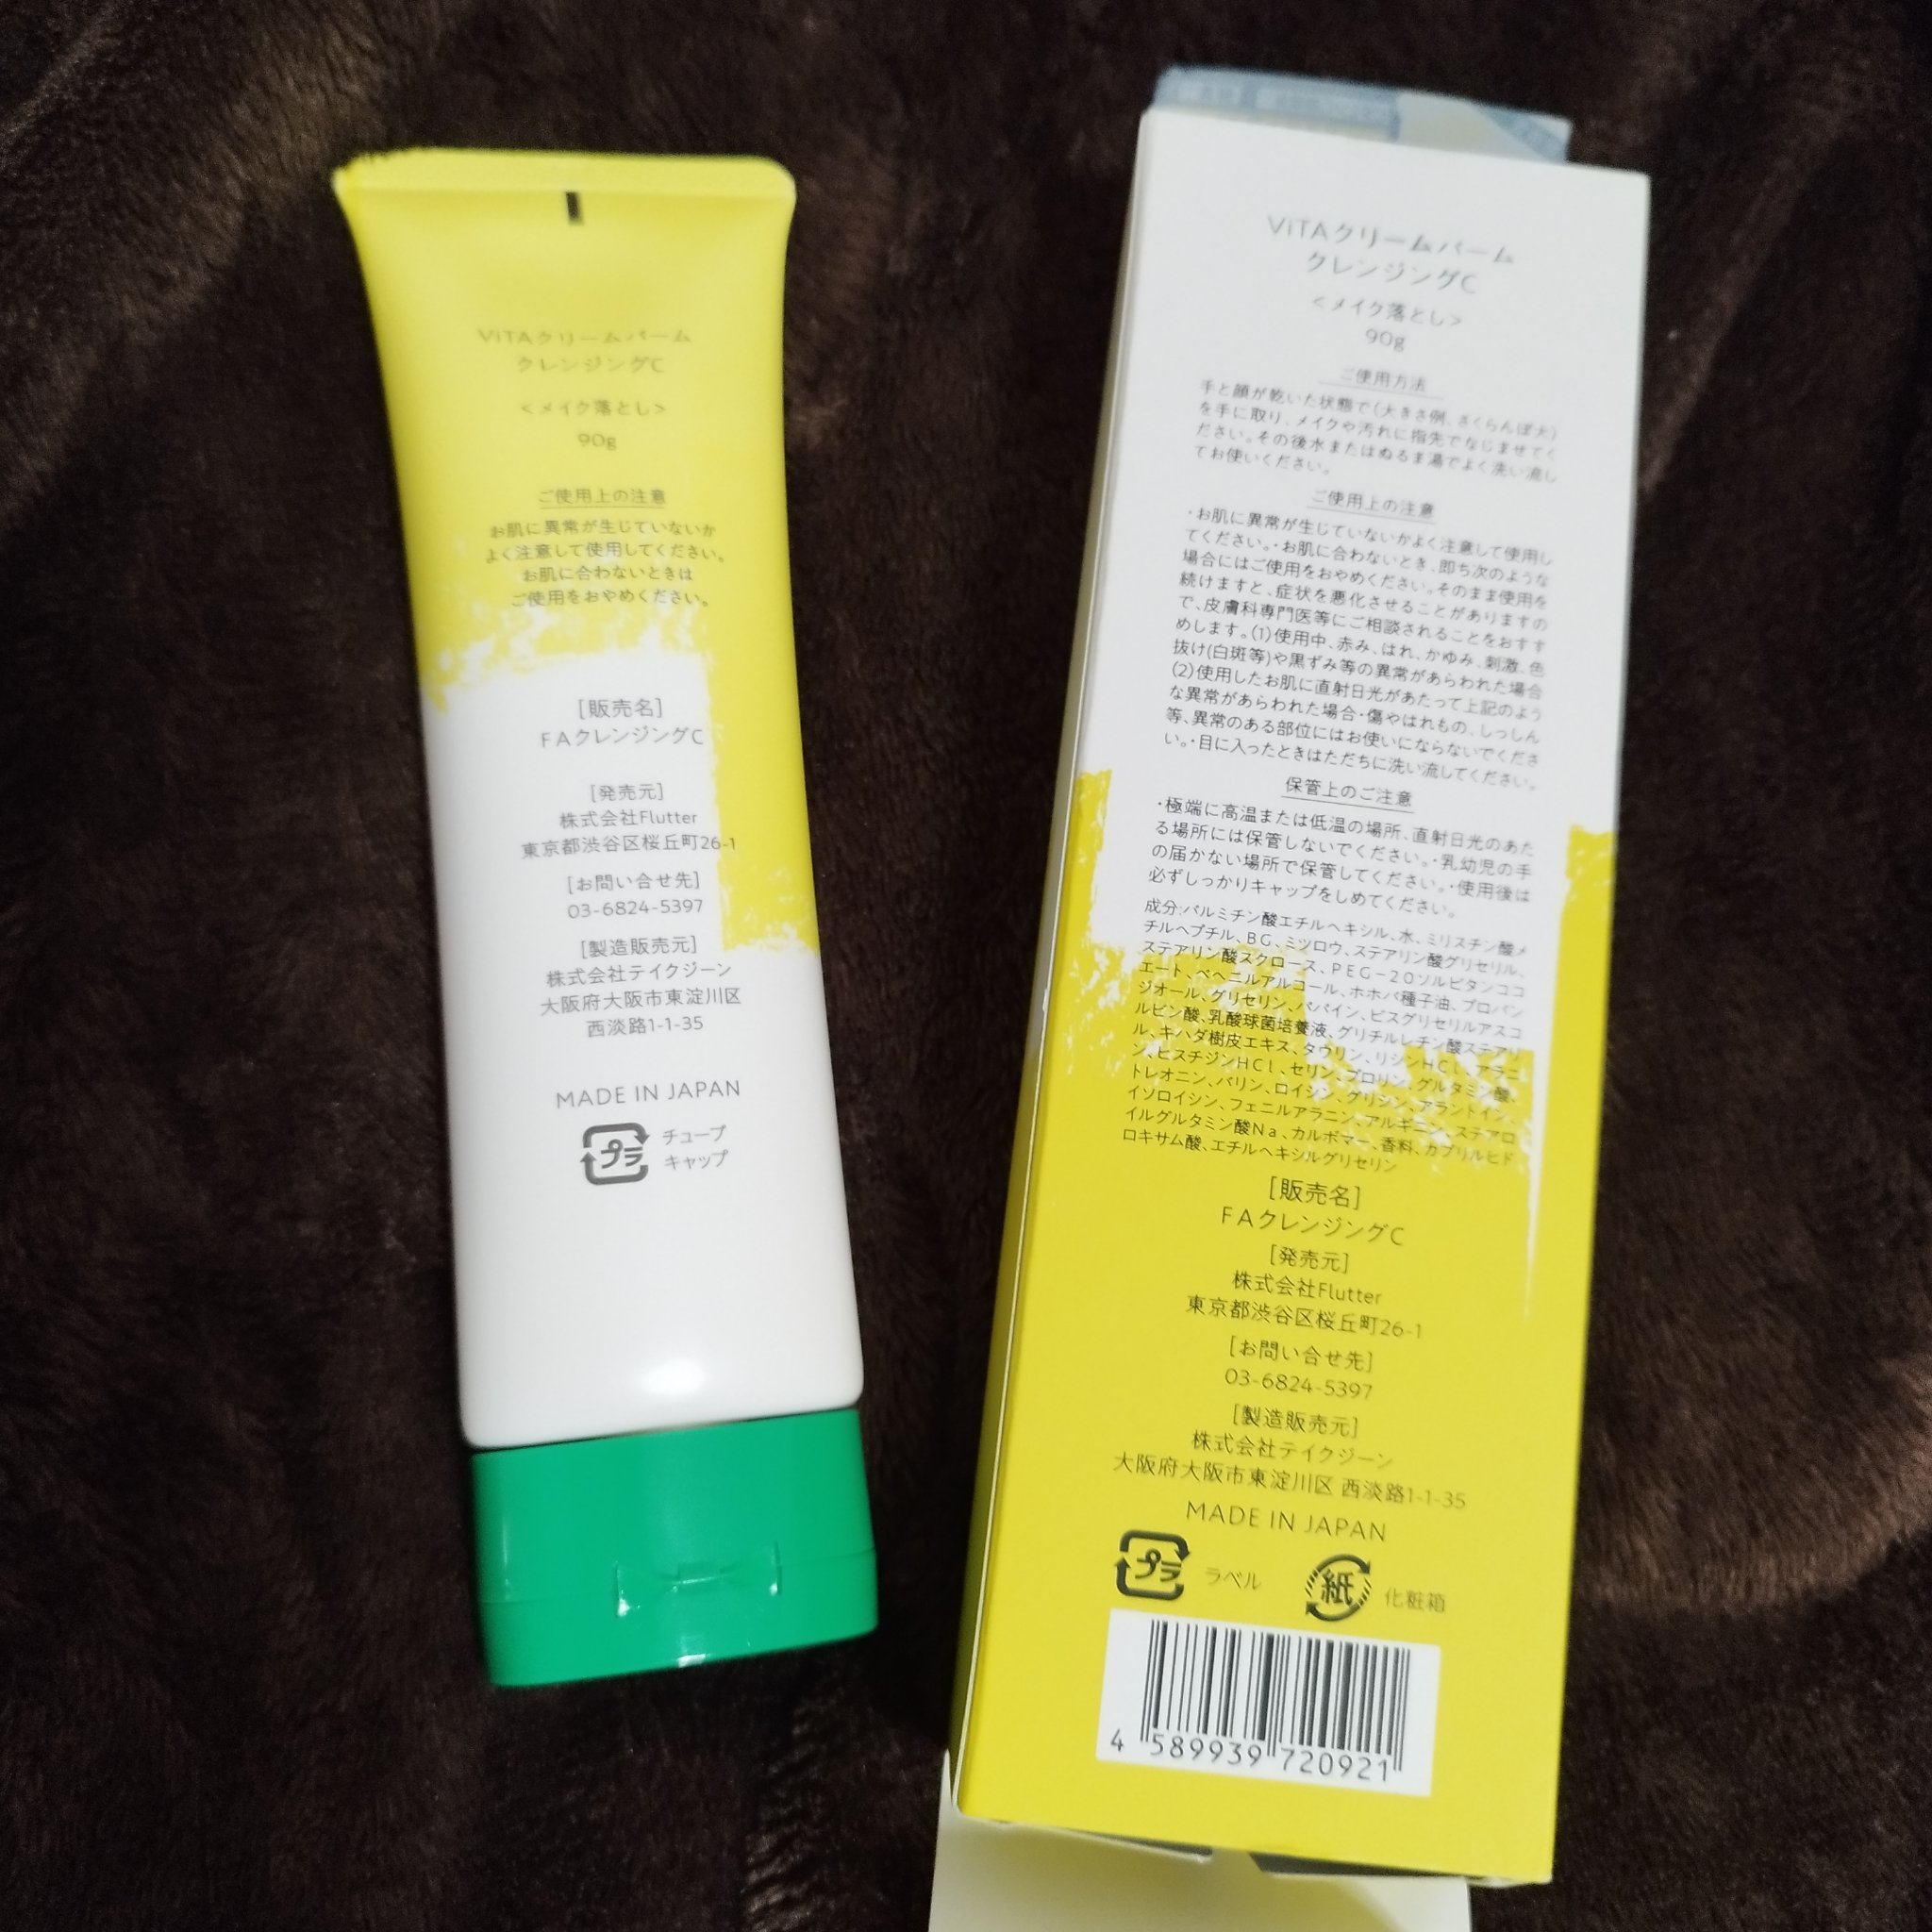 ViTAクリームバーム
クレンジングC
＜メイク落とし＞
90g
ご使用上の注意
お肌に異常が生じていないか
よく注意して使用してください。
お肌に合わないときは
ご使用をおやめください。
[販売名]
FAクレンジングC
[発売元]
株式会社Flutter
東京都渋谷区桜丘町26-1
[お問い合せ先]
03-6824-5397
[製造販売元]
株式会社テイクジーン
大阪府大阪市東淀川区
西淡路1-1-35
MADE IN JAPAN
プラ
チューブ
キャップ
ViTAクリームバーム
クレンジングC
＜メイク落とし＞
90g
ご使用方法
手と顔が乾いた状態で(大きさ例、さくらんぼ大)
を手に取り、メイクや汚れに指先でなじませてく
ださい。その後水またはぬるま湯でよく洗い流し
てお使いください。
ご使用上の注意
・お肌に異常が生じていないかよく注意して使用し
てください。・お肌に合わないとき、即ち次のような
場合にはご使用をおやめください。そのまま使用を
続けますと、症状を悪化させることがありますの
で、皮膚科専門医等にご相談されることをおすす
めします。(1)使用中、赤み、はれ、かゆみ、刺激、色
抜け(白斑等)や黒ずみ等の異常があらわれた場合
(2)使用したお肌に直射日光があたって上記のよう
な異常があらわれた場合・傷やはれもの、しっしん
等、異常のある部位にはお使いにならないでくださ
い。・目に入ったときはただちに洗い流してください。
保管上のご注意
・極端に高温または低温の場所、直射日光のあた
る場所には保管しないでください。・乳幼児の手
の届かない場所で保管してください。・使用後は
必ずしっかりキャップをしめてください。
成分:パルミチン酸エチルヘキシル、水、ミリスチン酸メ
チルヘプチル、BG、ミツロウ、ステアリン酸グリセリル、
ステアリン酸スクロース、PEG-20ソルビタンココ
エート、ベヘニルアルコール、ホホバ種子油、プロパン
ジオール、グリセリン、パパイン、ビスグリセリルアスコ
ルビン酸、乳酸球菌培養液、グリチルレチン酸ステアリ
ル、キハダ樹皮エキス、タウリン、リシンHCl、アラニ
ン、ヒスチジンHCl、セリン、プロリン、グルタミン酸、
トレオニン、バリン、ロイシン、グリシン、アラントイン、
イソロイシン、フェニルアラニン、アルギニン、ステアロ
イルグルタミン酸Na、カルボマー、香料、カプリルヒド
ロキサム酸、エチルヘキシルグリセリン
[販売名]
FAクレンジングC
[発売元]
株式会社Flutter
東京都渋谷区桜丘町26-1
[お問い合せ先]
03-6824-5397
[製造販売元]
株式会社テイクジーン
大阪府大阪市東淀川区 西淡路1-1-35
MADE IN JAPAN
プラ ラベル 紙 化粧箱
4 589939 720921